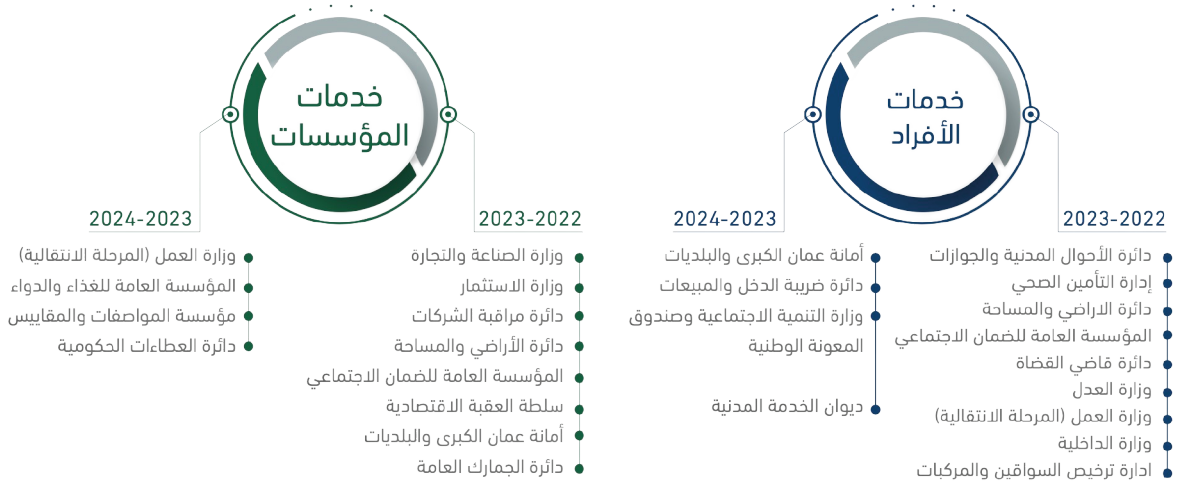 خدمات
الأفراد
2023-2022
دائرة الأحوال المدنية والجوازات
إدارة التأمين الصحي
دائرة الاراضي والمساحة
المؤسسة العامة للضمان الاجتماعي
دائرة قاضي القضاة
وزارة العدل
وزارة العمل (المرحلة الانتقالية)
وزارة الداخلية
ادارة ترخيص السواقين والمركبات
2024-2023
أمانة عمان الكبرى والبلديات
دائرة ضريبة الدخل والمبيعات
وزارة التنمية الاجتماعية وصندوق
المعونة الوطنية
ديوان الخدمة المدنية
خدمات
المؤسسات
2023-2022
وزارة الصناعة والتجارة
وزارة الاستثمار
دائرة مراقبة الشركات
دائرة الأراضي والمساحة
المؤسسة العامة للضمان الاجتماعي
سلطة العقبة الاقتصادية
أمانة عمان الكبرى والبلديات
دائرة الجمارك العامة
2024-2023
وزارة العمل (المرحلة الانتقالية)
المؤسسة العامة للغذاء والدواء
مؤسسة المواصفات والمقاييس
دائرة العطاءات الحكومية